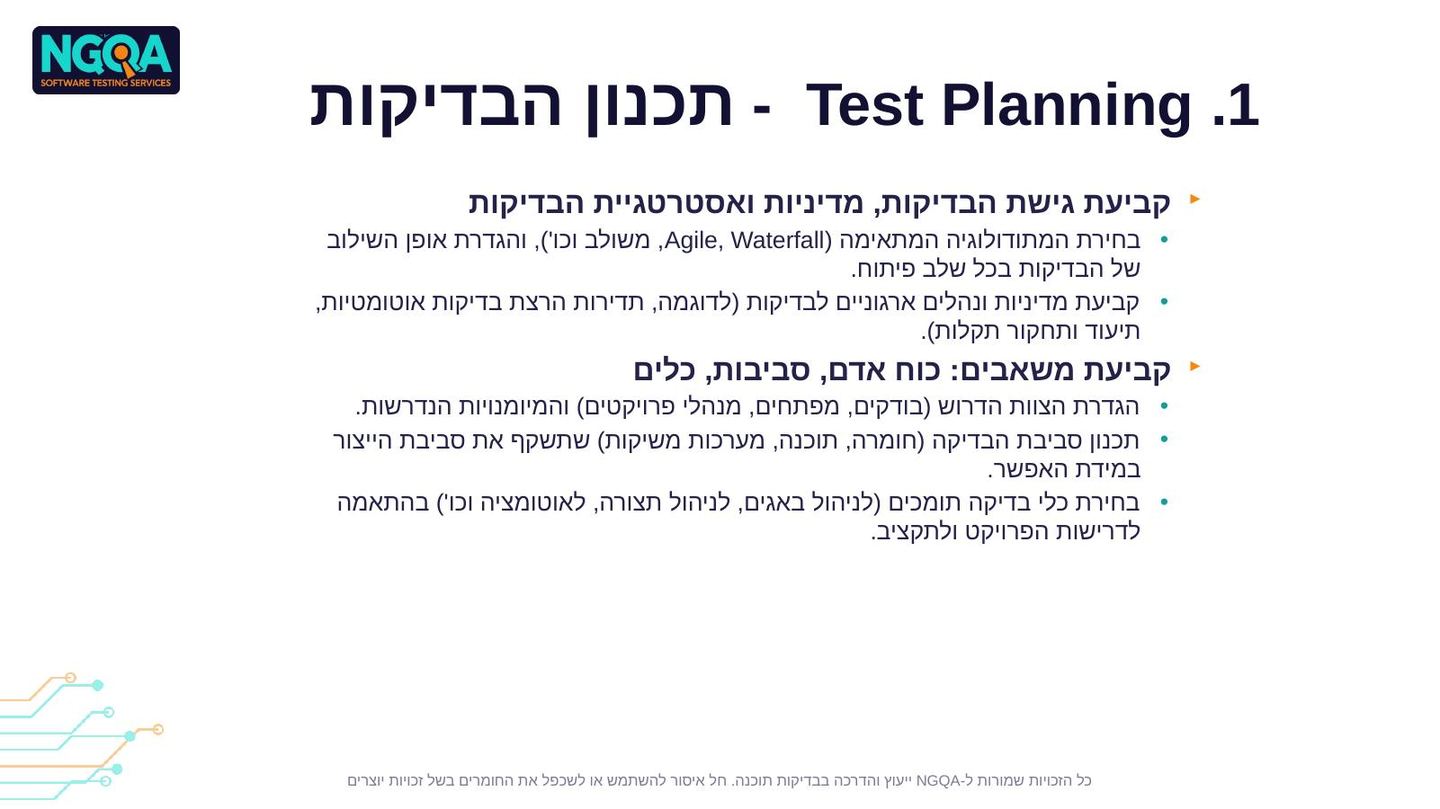 NGQA
SOFTWARE TESTING SERVICES
1. Test Planning - תכנון הבדיקות
קביעת גישת הבדיקות, מדיניות ואסטרטגיית הבדיקות
בחירת המתודולוגיה המתאימה (Agile, Waterfall, משולב וכו'), והגדרת אופן השילוב
של הבדיקות בכל שלב פיתוח.
קביעת מדיניות ונהלים ארגוניים לבדיקות (לדוגמה, תדירות הרצת בדיקות אוטומטיות,
תיעוד ותחקור תקלות).
קביעת משאבים: כוח אדם, סביבות, כלים
הגדרת הצוות הדרוש (בודקים, מפתחים, מנהלי פרויקטים) והמיומנויות הנדרשות.
תכנון סביבת הבדיקה (חומרה, תוכנה, מערכות משיקות) שתשקף את סביבת הייצור
במידת האפשר.
בחירת כלי בדיקה תומכים (לניהול באגים, לניהול תצורה, לאוטומציה וכו') בהתאמה
לדרישות הפרויקט ולתקציב.
כל הזכויות שמורות ל-NGQA ייעוץ והדרכה בבדיקות תוכנה. חל איסור להשתמש או לשכפל את החומרים בשל זכויות יוצרים